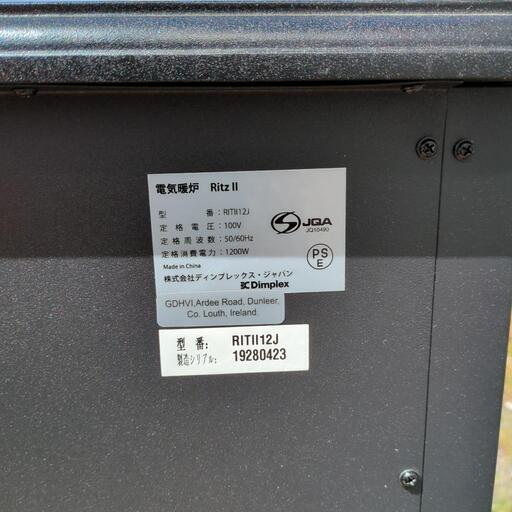 電気暖炉 Ritz II
型 番：RITII12J
定格電圧：100V
定格周波数：50/60Hz
定格消費電力：1200W
Made in China
株式会社ディンプレックス・ジャパン
Dimplex
S JQA
JQ10490
PS
E
GDHVI,Ardee Road, Dunleer,
Co. Louth, Ireland.
型 番: RITII12J
製造シリアル: 19280423